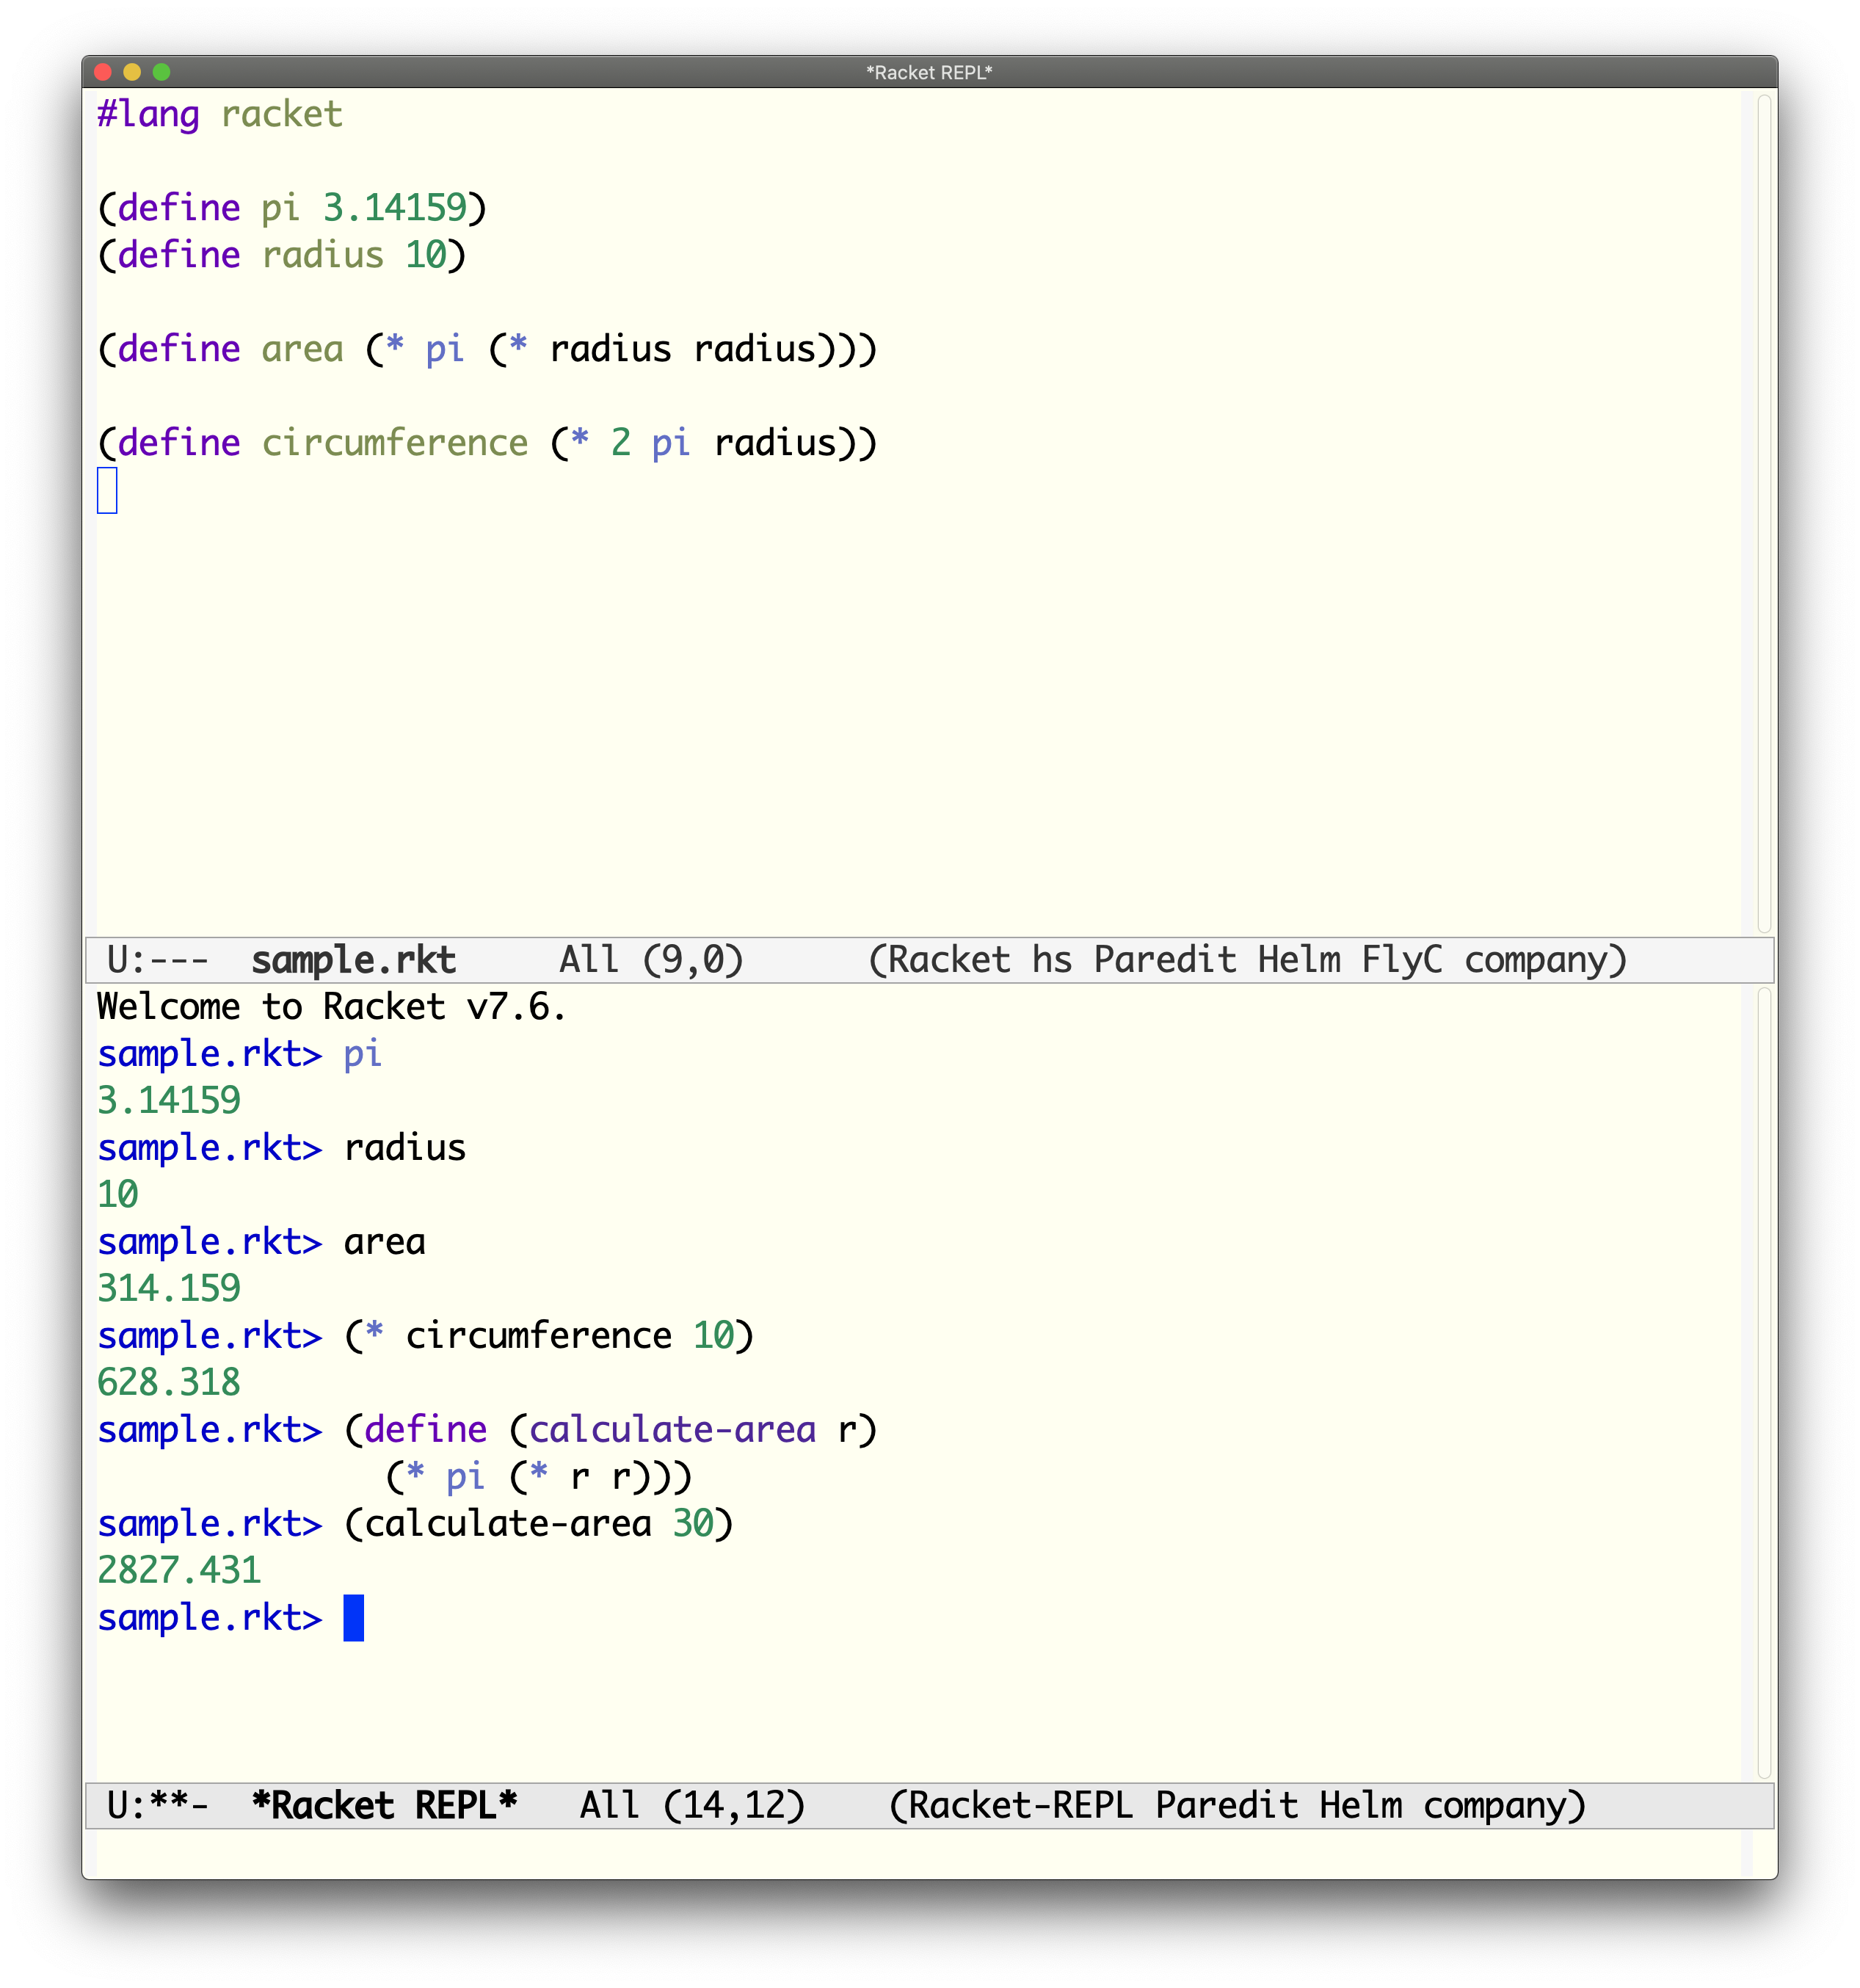 *Racket REPL*
#lang racket
(define pi 3.14159)
(define radius 10)
(define area (* pi (* radius radius)))
(define circumference (* 2 pi radius))
U:---  sample.rkt     All (9,0)      (Racket hs Paredit Helm FlyC company)
Welcome to Racket v7.6.
sample.rkt> pi
3.14159
sample.rkt> radius
10
sample.rkt> area
314.159
sample.rkt> (* circumference 10)
628.318
sample.rkt> (define (calculate-area r)
              (* pi (* r r)))
sample.rkt> (calculate-area 30)
2827.431
sample.rkt>
U:**-  *Racket REPL*   All (14,12)    (Racket-REPL Paredit Helm company)